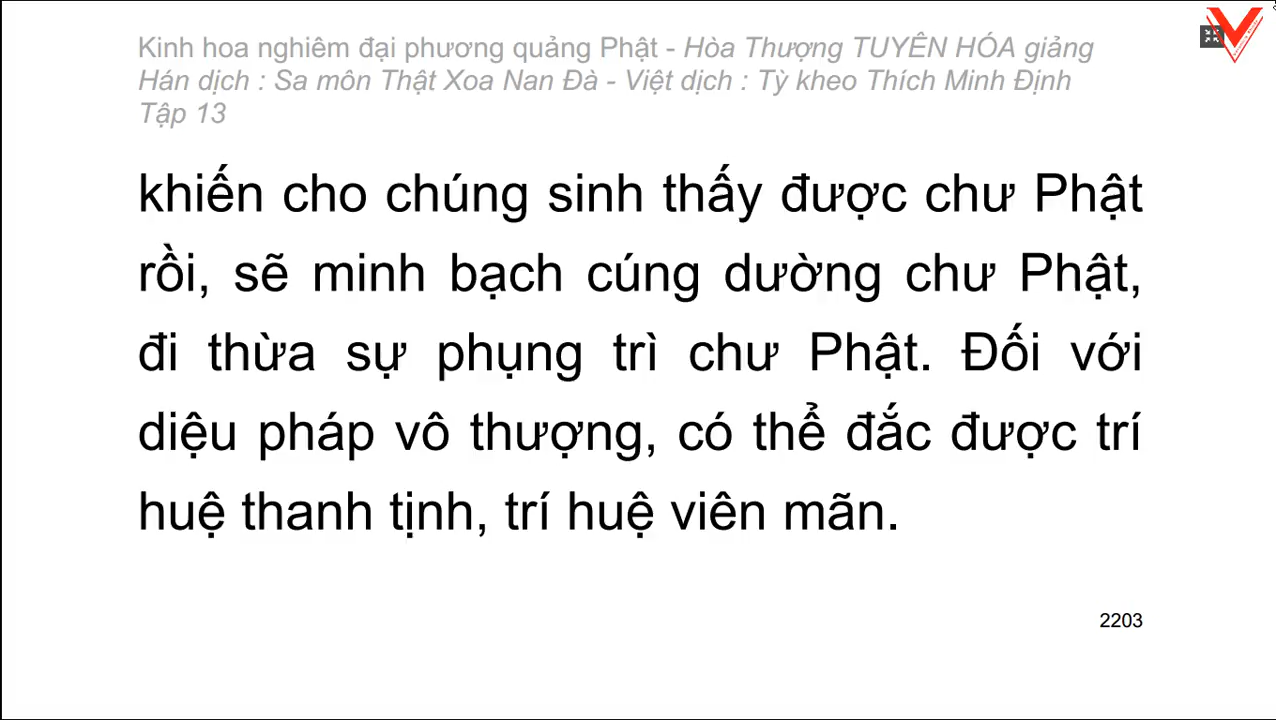 Kinh hoa nghiêm đại phương quảng Phật - Hòa Thượng TUYÊN HÓA giảng
Hán dịch : Sa môn Thật Xoa Nan Đà - Việt dịch : Tỳ kheo Thích Minh Định
Tập 13
khiến cho chúng sinh thấy được chư Phật
rồi, sẽ minh bạch cúng dường chư Phật,
đi thừa sự phụng trì chư Phật. Đối với
diệu pháp vô thượng, có thể đắc được trí
huệ thanh tịnh, trí huệ viên mãn.
2203